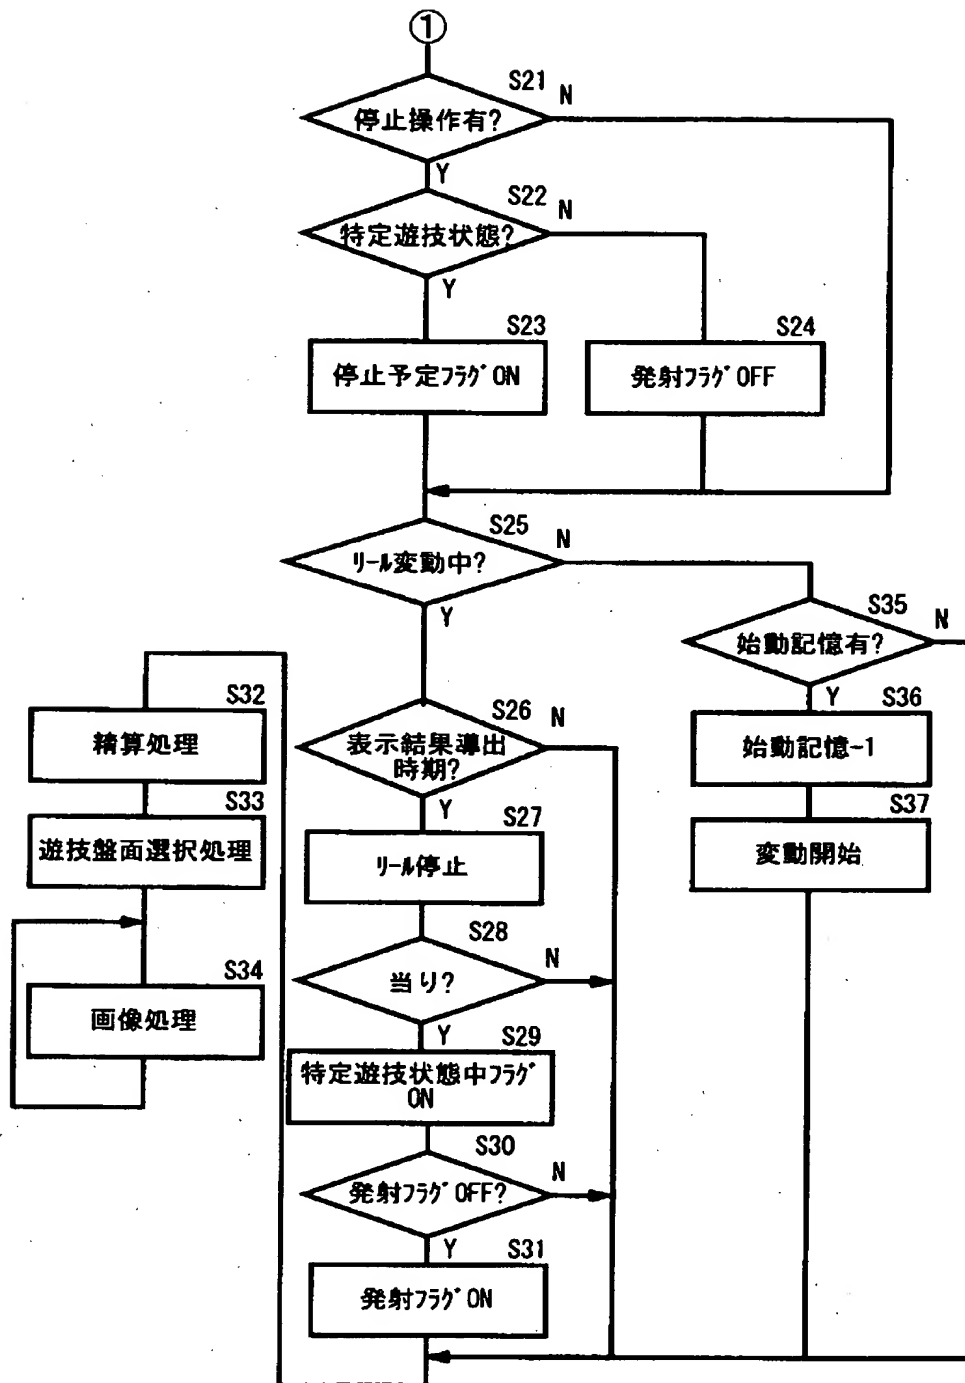 1
S21
停止操作有?
N
Y
S22
特定遊技状態?
N
Y
S23
停止予定フラグON
S24
発射フラグOFF
S25
リール変動中?
N
Y
S35
始動記憶有?
N
Y
S36
始動記憶-1
S37
変動開始
S26
表示結果導出
時期?
N
Y
S27
リール停止
S28
当り?
N
Y
S29
特定遊技状態中フラグ
ON
S30
発射フラグOFF?
N
Y
S31
発射フラグON
S32
精算処理
S33
遊技盤面選択処理
S34
画像処理